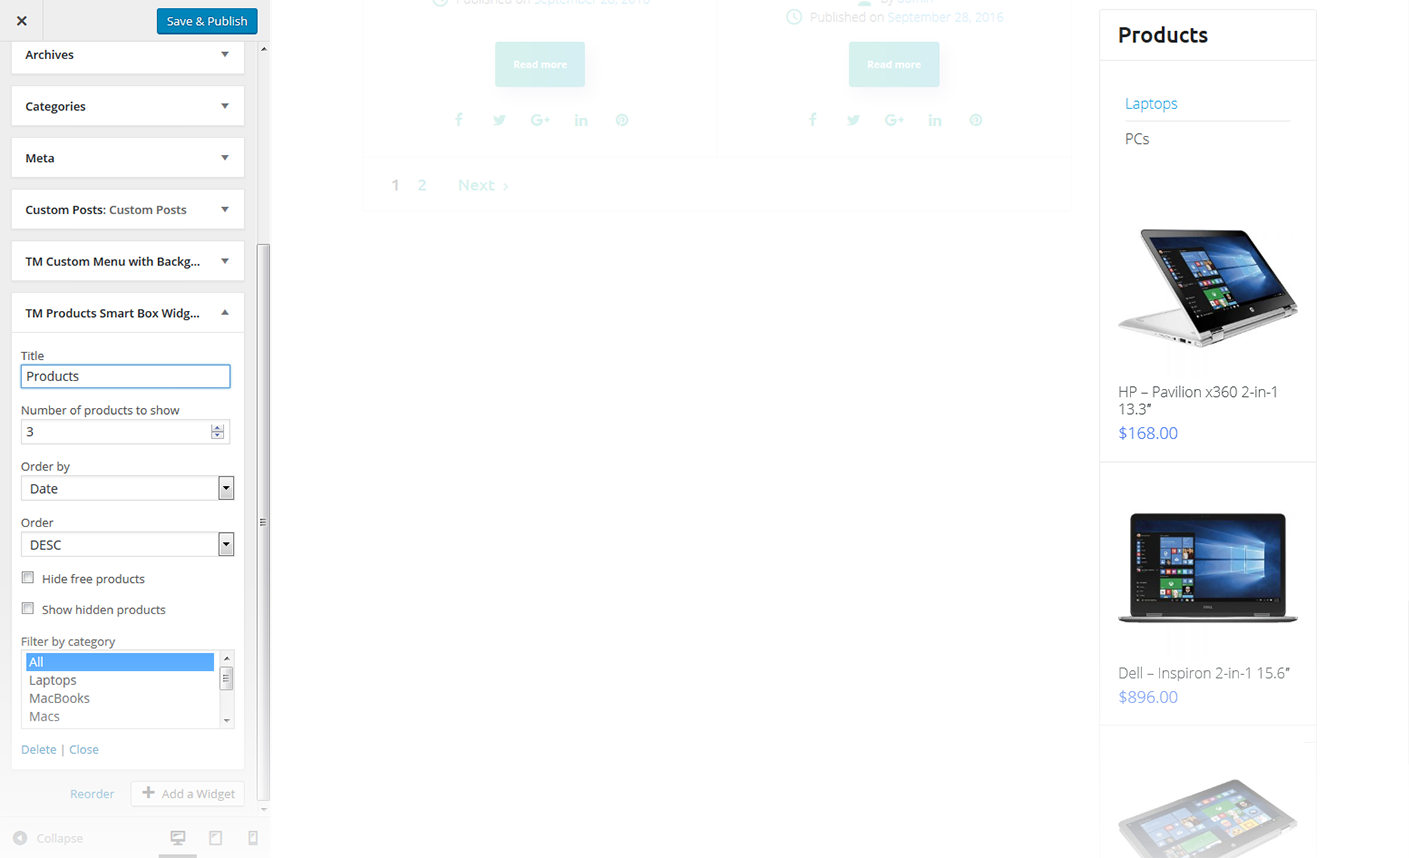 Save & Publish
Archives
Categories
Meta
Custom Posts: Custom Posts
TM Custom Menu with Backg...
TM Products Smart Box Widg...
Title
Products
Number of products to show
3
Order by
Date
Order
DESC
Hide free products
Show hidden products
Filter by category
All
Laptops
MacBooks
Macs
Delete | Close
Reorder
Add a Widget
Collapse
Published on September 28, 2016
Read more
by admin
Published on September 28, 2016
Read more
1 2 Next
Products
Laptops
PCs
HP – Pavilion x360 2-in-1
13.3″
$168.00
Dell – Inspiron 2-in-1 15.6″
$896.00